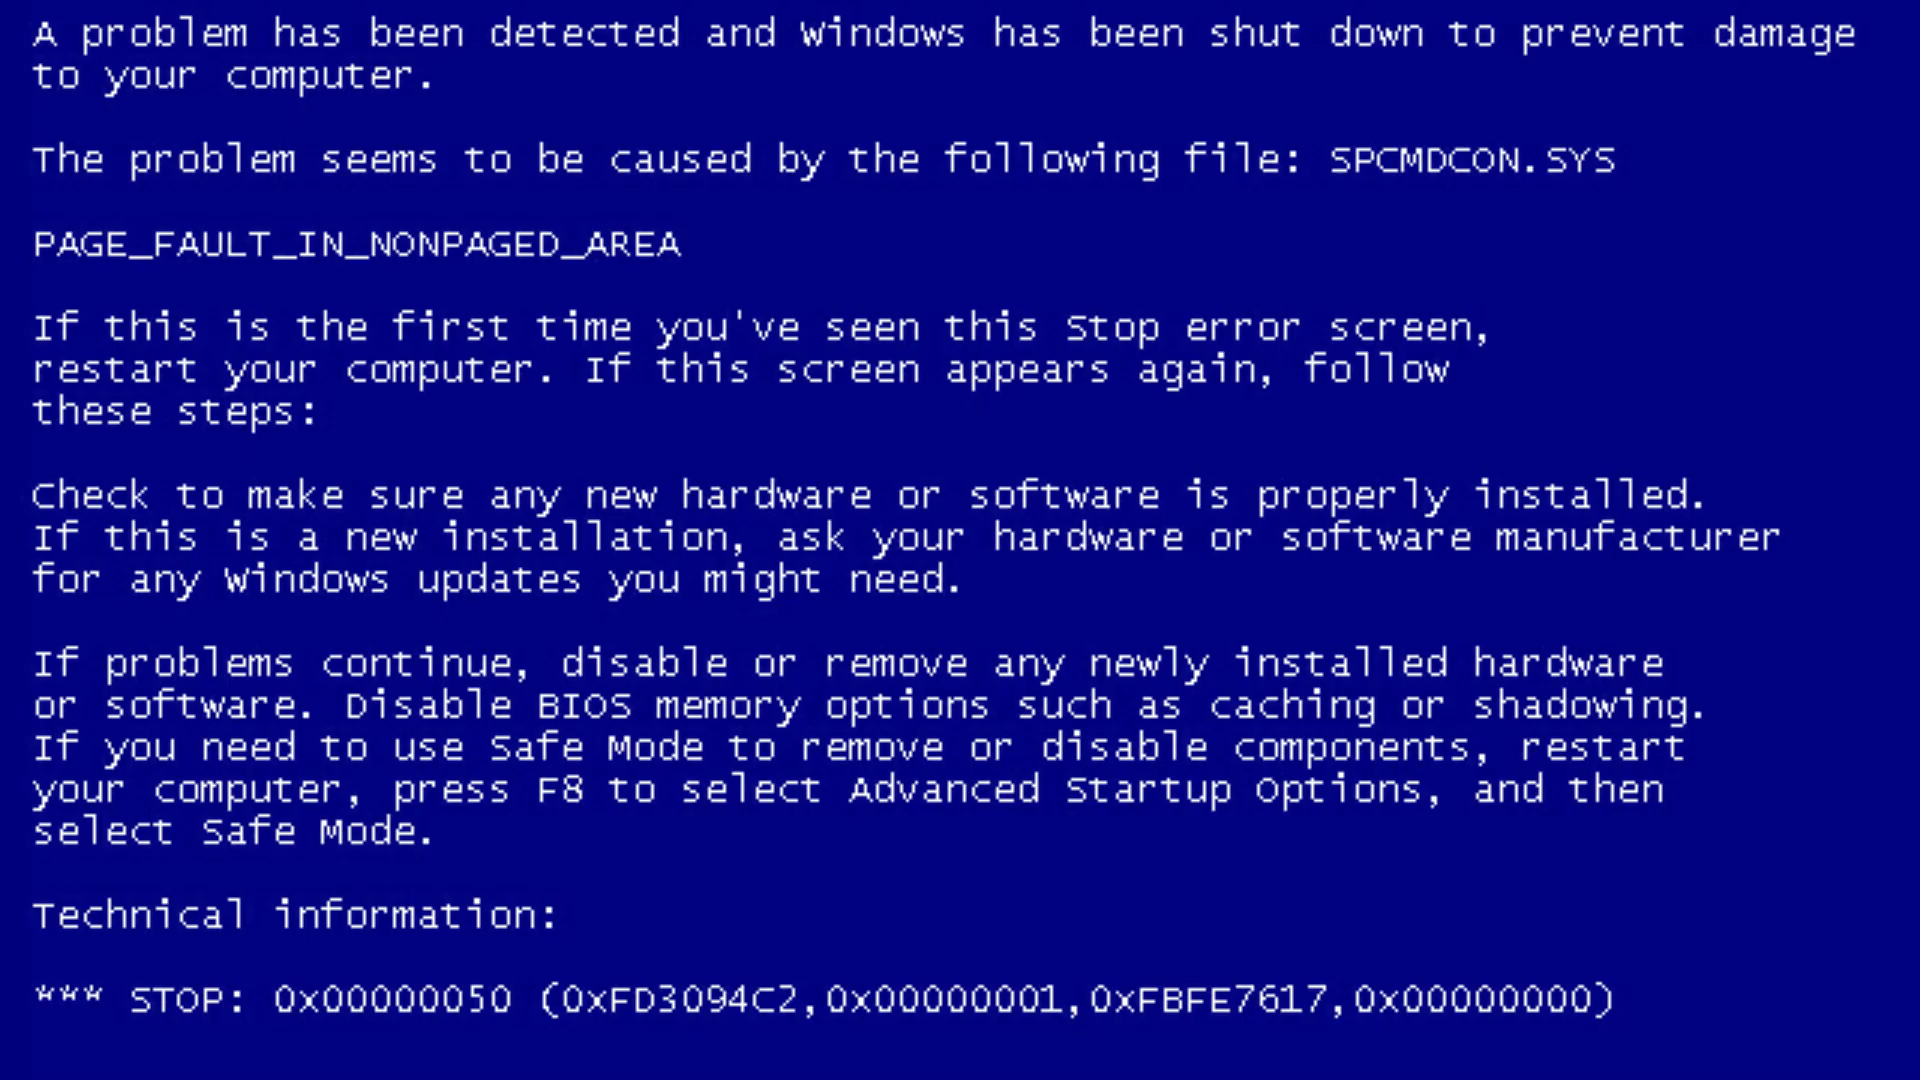 A problem has been detected and Windows has been shut down to prevent damage
to your computer.
The problem seems to be caused by the following file: SPCMDCON.SYS
PAGE_FAULT_IN_NONPAGED_AREA
If this is the first time you've seen this Stop error screen,
restart your computer. If this screen appears again, follow
these steps:
Check to make sure any new hardware or software is properly installed.
If this is a new installation, ask your hardware or software manufacturer
for any Windows updates you might need.
If problems continue, disable or remove any newly installed hardware
or software. Disable BIOS memory options such as caching or shadowing.
If you need to use Safe Mode to remove or disable components, restart
your computer, press F8 to select Advanced Startup Options, and then
select Safe Mode.
Technical information:
*** STOP: 0x00000050 (0xFD3094C2,0x00000001,0xFBFE7617,0x00000000)